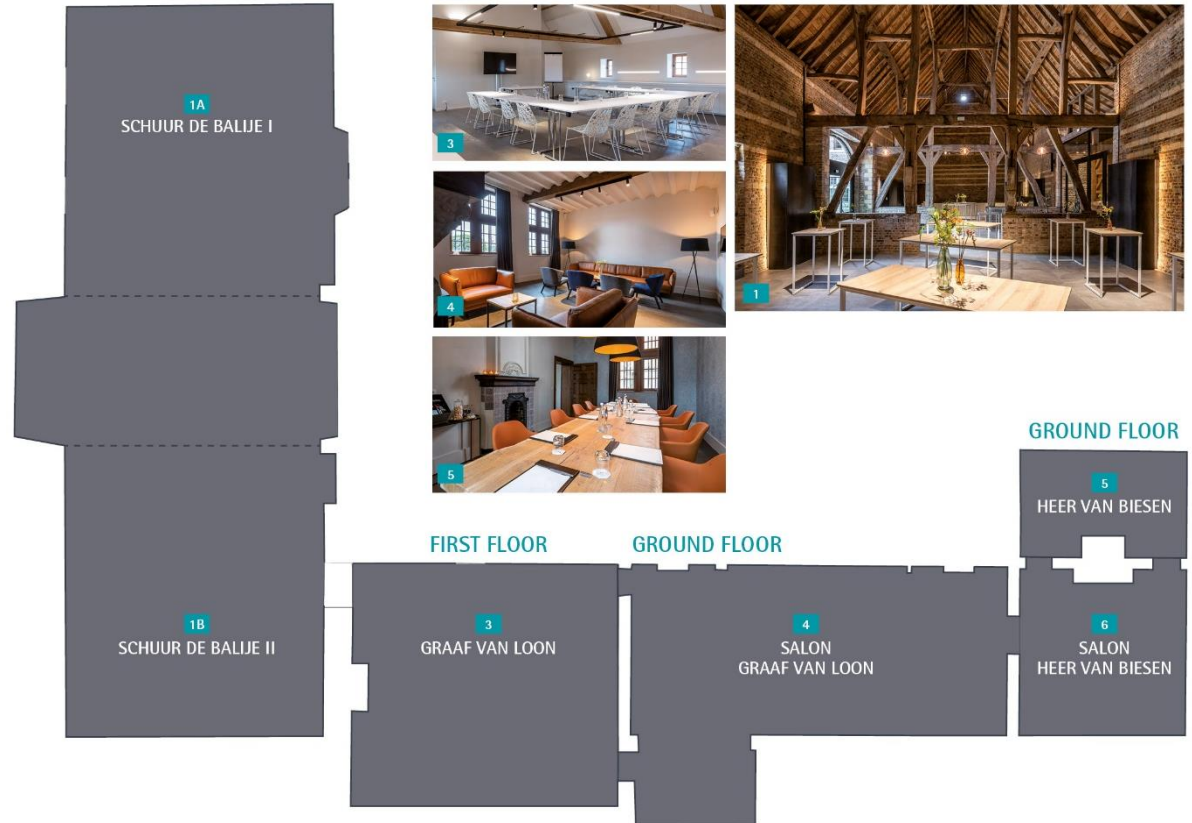 1A
SCHUUR DE BALIJE I
3
4
1
5
GROUND FLOOR
5
HEER VAN BIESEN
FIRST FLOOR
GROUND FLOOR
1B
SCHUUR DE BALIJE II
3
GRAAF VAN LOON
4
SALON
GRAAF VAN LOON
6
SALON
HEER VAN BIESEN